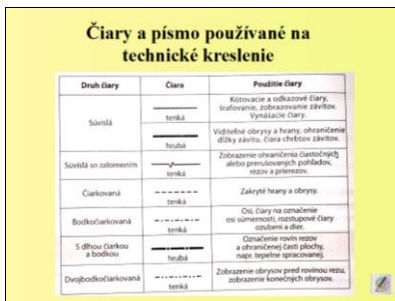 Čiary a písmo používané na
technické kreslenie
Druh čiary Čiara Použitie čiary
Súvislá
tenká
Kótovacie a odkazové čiary,
šrafovanie, zobrazovanie závitov.
Vynášacie čiary.
hrubá
Viditeľné obrysy a hrany, ohraničenie
dĺžky závitu, čiara chrbtov závitov.
Súvislá so zalomením
tenká
Zobrazenie ohraničenia čiastočných
alebo prerušovaných pohľadov,
rezov a prierezov.
Čiarkovaná
tenká
Zakryté hrany a obrysy.
Bodkočiarkovaná
tenká
Osi, čiary na označenie
osi súmernosti, rozstupové čiary
ozubení a dier.
S dlhou čiarkou
a bodkou
hrubá
Označenie rovín rezov
a ohraničenej časti plochy,
napr. tepelne spracovanej.
Dvojbodkočiarkovaná
tenká
Zobrazenie obrysov pred rovinou rezu,
zobrazenie konečných obrysov.